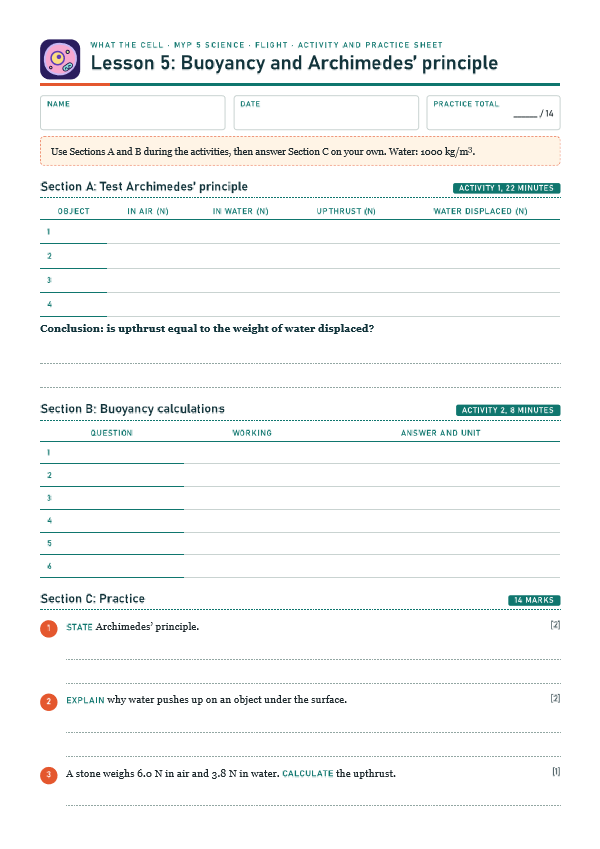 WHAT THE CELL · MYP 5 SCIENCE · FLIGHT · ACTIVITY AND PRACTICE SHEET
Lesson 5: Buoyancy and Archimedes’ principle
NAME DATE PRACTICE TOTAL
_____ / 14
Use Sections A and B during the activities, then answer Section C on your own. Water: 1000 kg/m³.
Section A: Test Archimedes’ principle ACTIVITY 1, 22 MINUTES
OBJECT IN AIR (N) IN WATER (N) UPTHRUST (N) WATER DISPLACED (N)
1
2
3
4
Conclusion: is upthrust equal to the weight of water displaced?
Section B: Buoyancy calculations ACTIVITY 2, 8 MINUTES
QUESTION WORKING ANSWER AND UNIT
1
2
3
4
5
6
Section C: Practice 14 MARKS
1 STATE Archimedes’ principle. [2]
2 EXPLAIN why water pushes up on an object under the surface. [2]
3 A stone weighs 6.0 N in air and 3.8 N in water. CALCULATE the upthrust. [1]